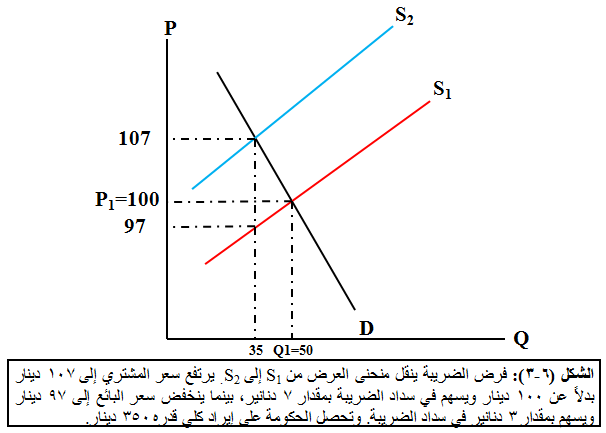 P
S2
S1
107
P1=100
97
D
Q
35 Q1=50
الشكل (٦-٣): فرض الضريبة ينقل منحنى العرض من S1 إلى S2. يرتفع سعر المشتري إلى ١٠٧ دينار
بدلاً عن ١٠٠ دينار ويسهم في سداد الضريبة بمقدار ٧ دنانير، بينما ينخفض سعر البائع إلى ٩٧ دينار
ويسهم بمقدار ٣ دنانير في سداد الضريبة. وتحصل الحكومة على إيراد كلي قدره ٣٥٠ دينار.